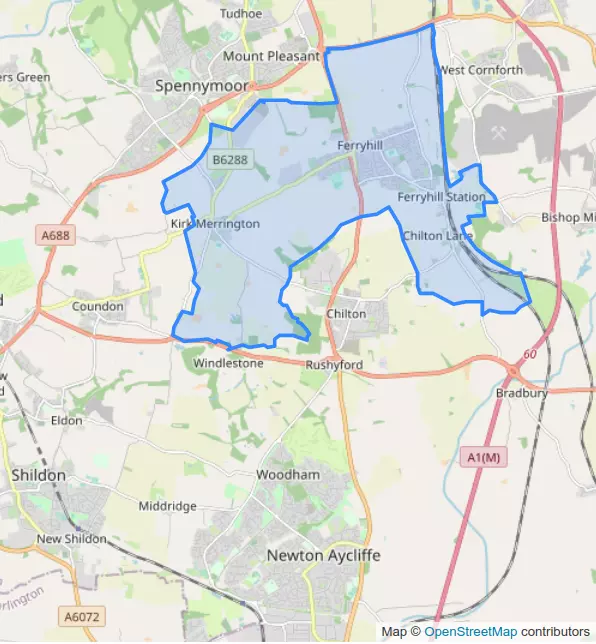 Tudhoe
Mount Pleasant
West Cornforth
ers Green
Spennymoor
Ferryhill
B6288
Ferryhill Station
Kirk Merrington
Bishop Mi
A688
Chilton Lane
d
Coundon
Chilton
60
Windlestone
Rushyford
w
d
Bradbury
Eldon
A1(M)
Shildon
Woodham
Middridge
New Shildon
Newton Aycliffe
rlington
A6072
Map © OpenStreetMap contributors